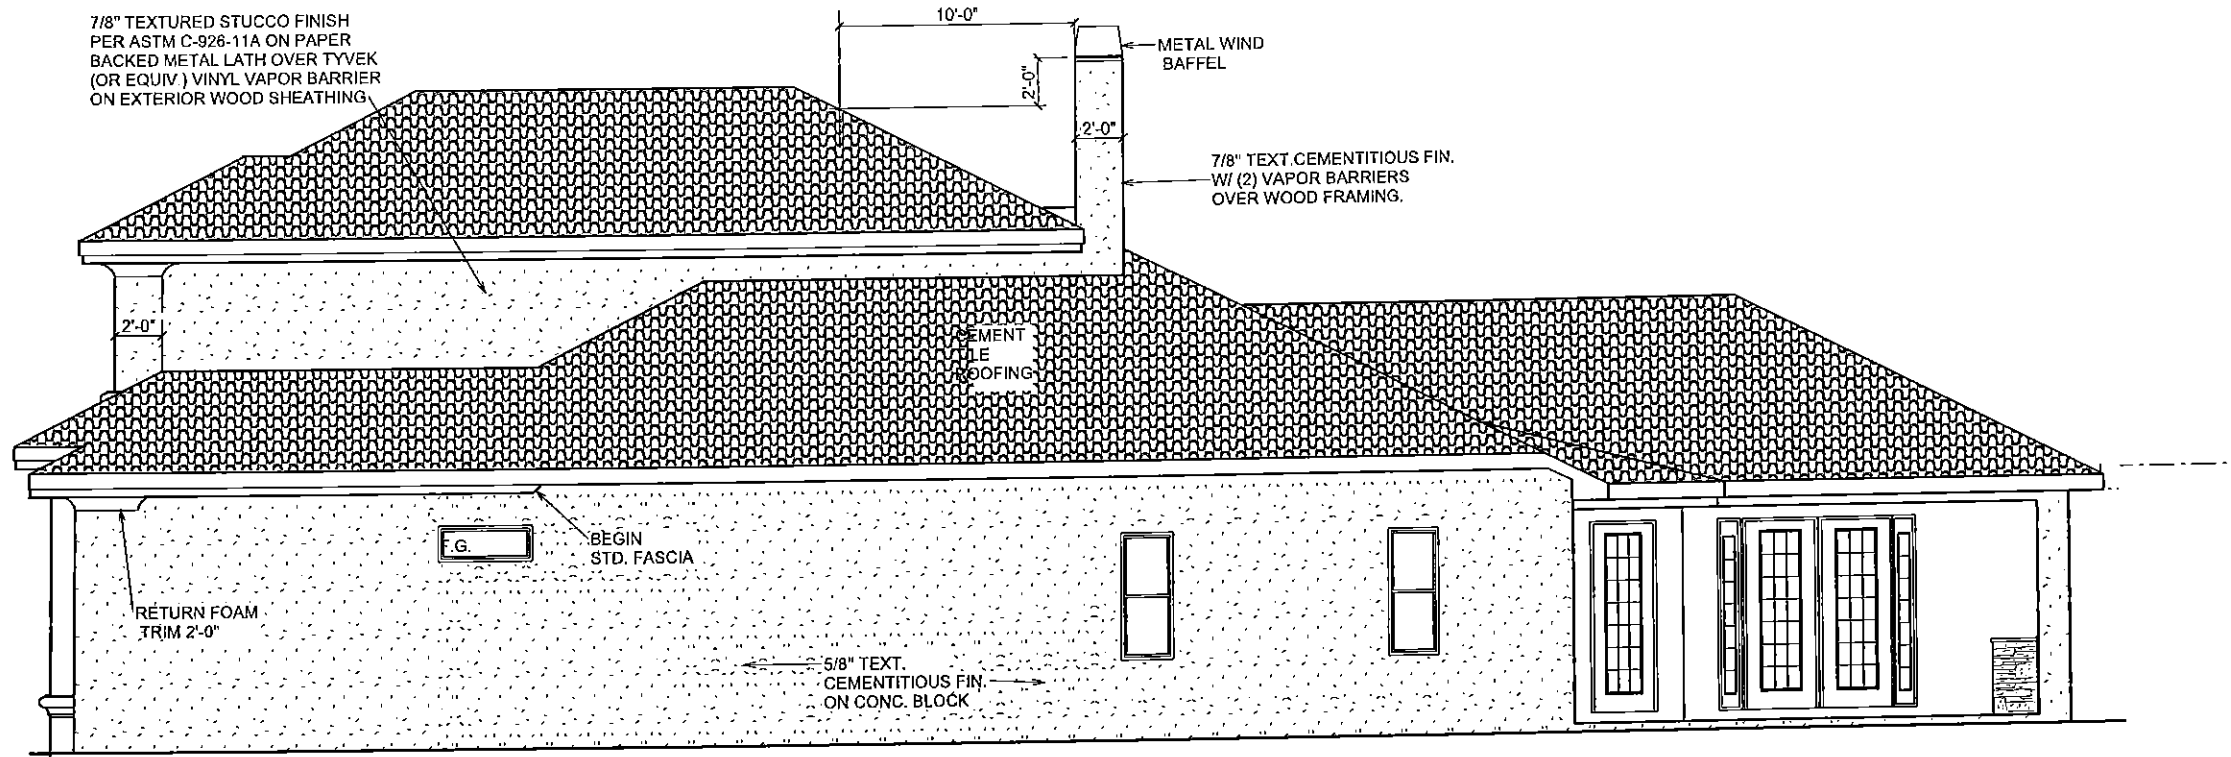 7/8" TEXTURED STUCCO FINISH
PER ASTM C-926-11A ON PAPER
BACKED METAL LATH OVER TYVEK
(OR EQUIV.) VINYL VAPOR BARRIER
ON EXTERIOR WOOD SHEATHING
10'-0"
METAL WIND
BAFFEL
2'-0"
2'-0"
7/8" TEXT.CEMENTITIOUS FIN.
W/ (2) VAPOR BARRIERS
OVER WOOD FRAMING.
2'-0"
CEMENT
ROOFING
F.G.
BEGIN
STD. FASCIA
RETURN FOAM
TRIM 2'-0"
5/8" TEXT.
CEMENTITIOUS FIN.
ON CONC. BLOCK